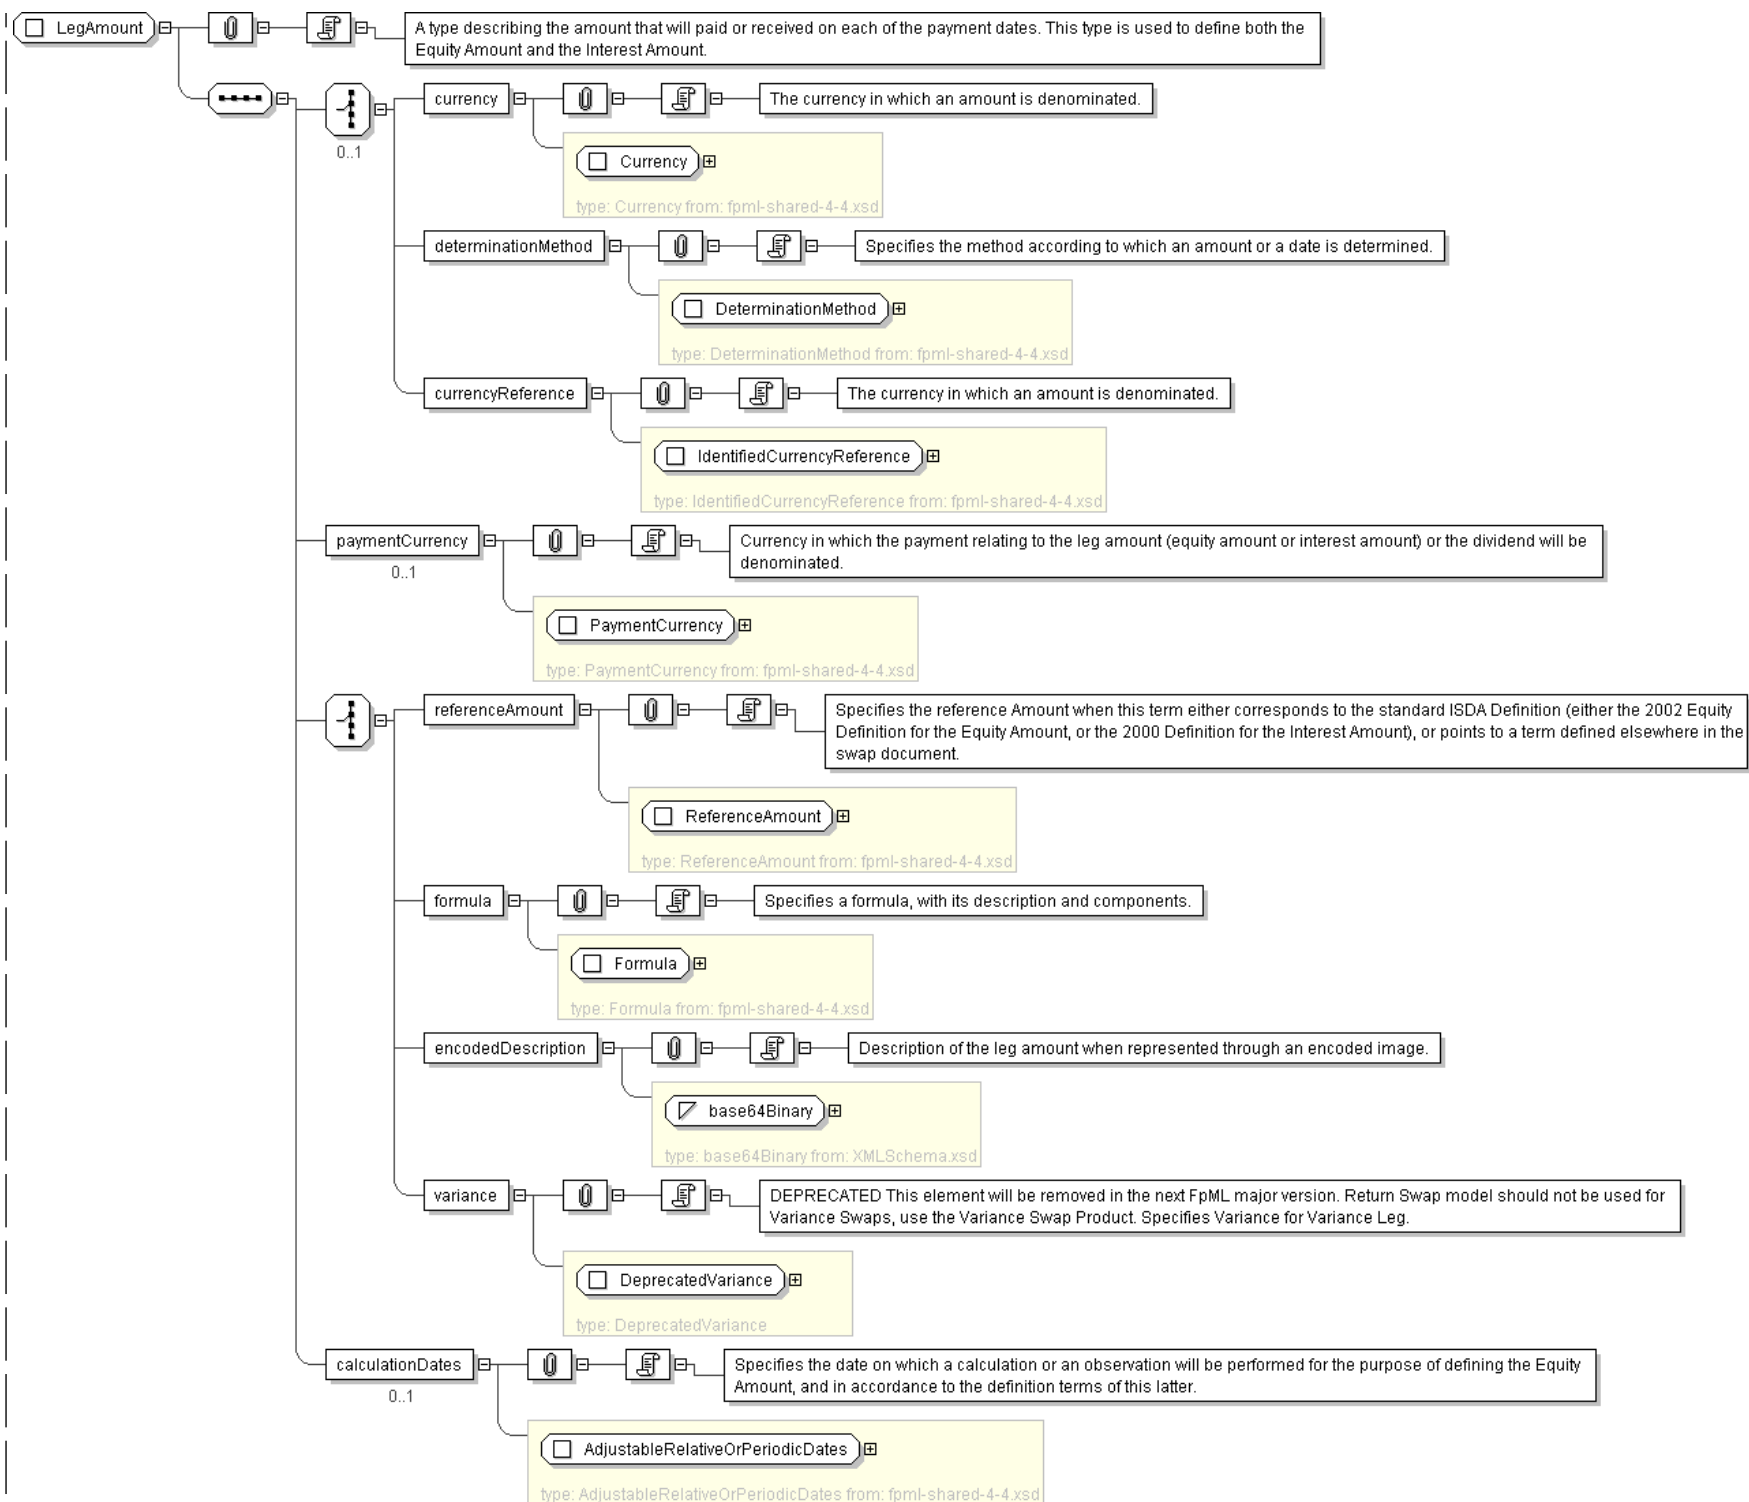 LegAmount
A type describing the amount that will paid or received on each of the payment dates. This type is used to define both the
Equity Amount and the Interest Amount.
0..1
currency
The currency in which an amount is denominated.
Currency
type: Currency from: fpml-shared-4-4.xsd
determinationMethod
Specifies the method according to which an amount or a date is determined.
DeterminationMethod
type: DeterminationMethod from: fpml-shared-4-4.xsd
currencyReference
The currency in which an amount is denominated.
IdentifiedCurrencyReference
type: IdentifiedCurrencyReference from: fpml-shared-4-4.xsd
paymentCurrency
0..1
Currency in which the payment relating to the leg amount (equity amount or interest amount) or the dividend will be
denominated.
PaymentCurrency
type: PaymentCurrency from: fpml-shared-4-4.xsd
referenceAmount
Specifies the reference Amount when this term either corresponds to the standard ISDA Definition (either the 2002 Equity
Definition for the Equity Amount, or the 2000 Definition for the Interest Amount), or points to a term defined elsewhere in the
swap document.
ReferenceAmount
type: ReferenceAmount from: fpml-shared-4-4.xsd
formula
Specifies a formula, with its description and components.
Formula
type: Formula from: fpml-shared-4-4.xsd
encodedDescription
Description of the leg amount when represented through an encoded image.
base64Binary
type: base64Binary from: XMLSchema.xsd
variance
DEPRECATED This element will be removed in the next FpML major version. Return Swap model should not be used for
Variance Swaps, use the Variance Swap Product. Specifies Variance for Variance Leg.
DeprecatedVariance
type: DeprecatedVariance
calculationDates
0..1
Specifies the date on which a calculation or an observation will be performed for the purpose of defining the Equity
Amount, and in accordance to the definition terms of this latter.
AdjustableRelativeOrPeriodicDates
type: AdjustableRelativeOrPeriodicDates from: fpml-shared-4-4.xsd